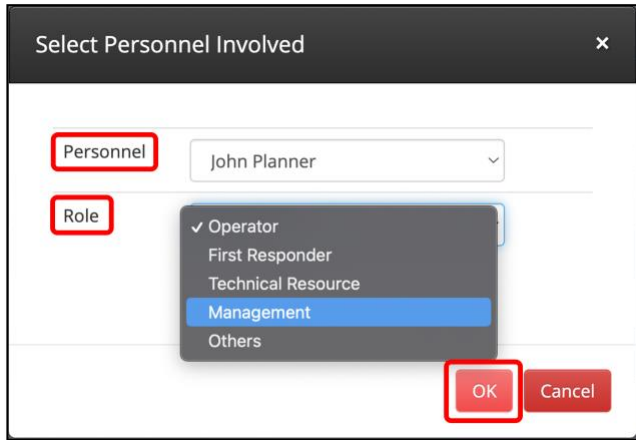 Select Personnel Involved ×
Personnel John Planner
Role
✓ Operator
First Responder
Technical Resource
Management
Others
OK Cancel